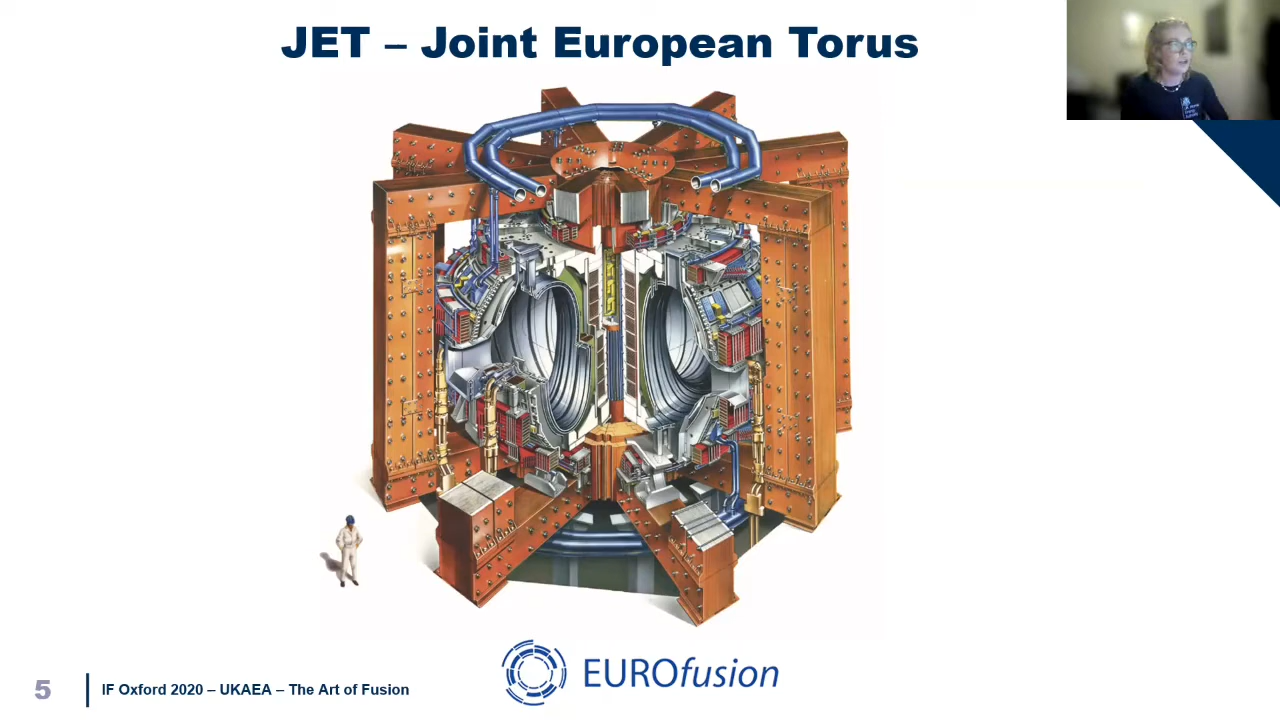 JET – Joint European Torus
EUROfusion
5
IF Oxford 2020 – UKAEA – The Art of Fusion